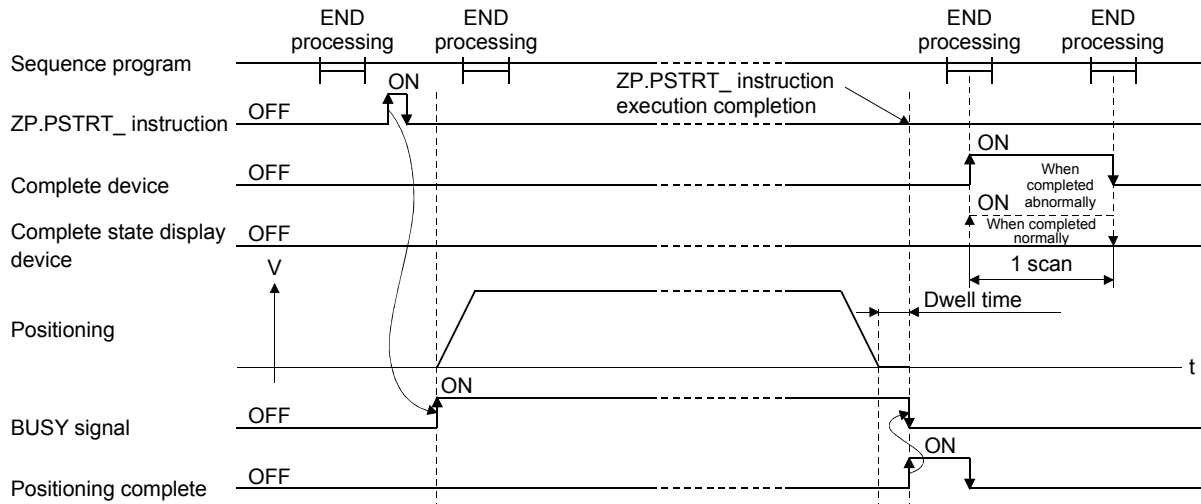 END
processing
END
processing
END
processing
END
processing
Sequence program
ON
ZP.PSTRT_ instruction
execution completion
OFF
ZP.PSTRT_ instruction
ON
OFF
Complete device
When
completed
abnormally
ON
When completed
normally
OFF
Complete state display
device
V
1 scan
Dwell time
Positioning
t
ON
OFF
BUSY signal
ON
OFF
Positioning complete